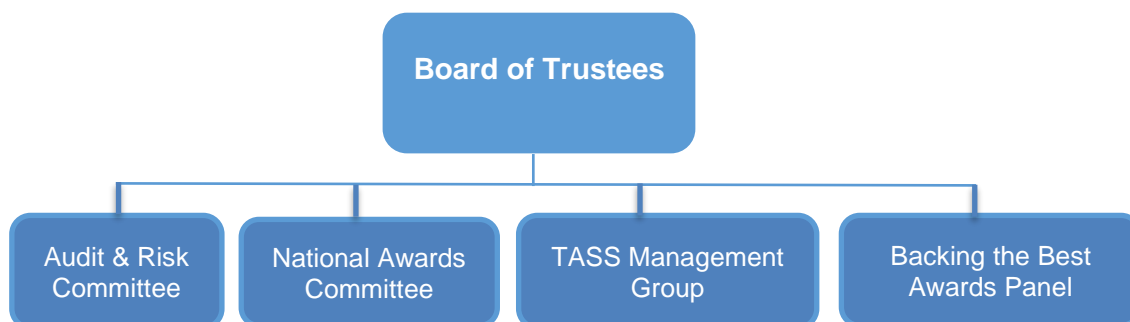 Board of Trustees
Audit & Risk
Committee
National Awards
Committee
TASS Management
Group
Backing the Best
Awards Panel